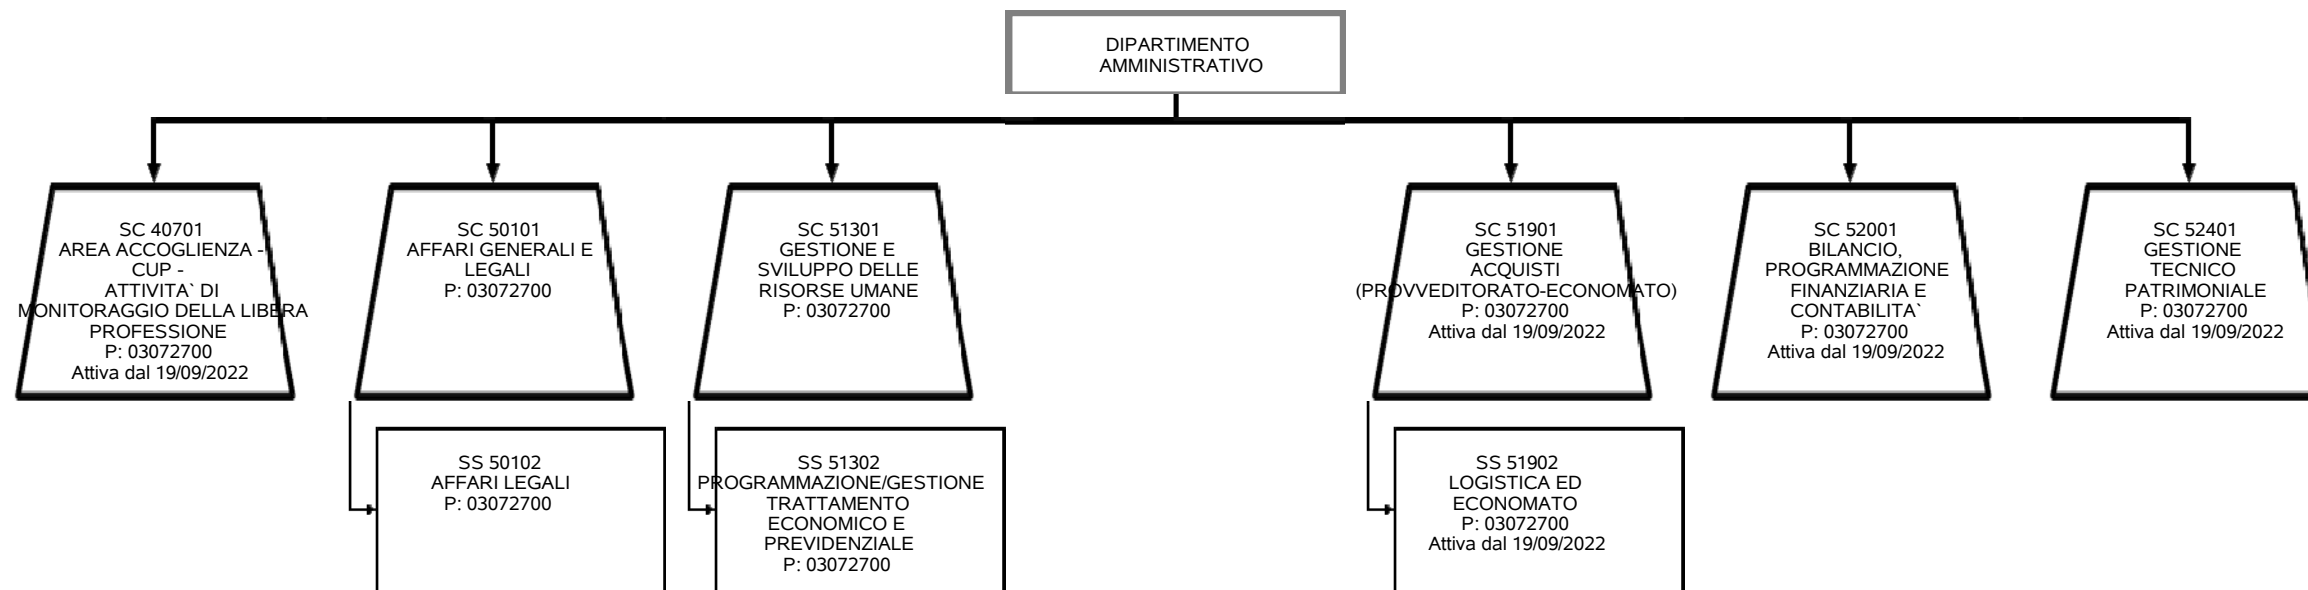 DIPARTIMENTO
AMMINISTRATIVO
SC 40701
AREA ACCOGLIENZA -
CUP -
ATTIVITA` DI
MONITORAGGIO DELLA LIBERA
PROFESSIONE
P: 03072700
Attiva dal 19/09/2022
SC 50101
AFFARI GENERALI E
LEGALI
P: 03072700
SC 51301
GESTIONE E
SVILUPPO DELLE
RISORSE UMANE
P: 03072700
SC 51901
GESTIONE
ACQUISTI
(PROVVEDITORATO-ECONOMATO)
P: 03072700
Attiva dal 19/09/2022
SC 52001
BILANCIO,
PROGRAMMAZIONE
FINANZIARIA E
CONTABILITA`
P: 03072700
Attiva dal 19/09/2022
SC 52401
GESTIONE
TECNICO
PATRIMONIALE
P: 03072700
Attiva dal 19/09/2022
SS 50102
AFFARI LEGALI
P: 03072700
SS 51302
PROGRAMMAZIONE/GESTIONE
TRATTAMENTO
ECONOMICO E
PREVIDENZIALE
P: 03072700
SS 51902
LOGISTICA ED
ECONOMATO
P: 03072700
Attiva dal 19/09/2022